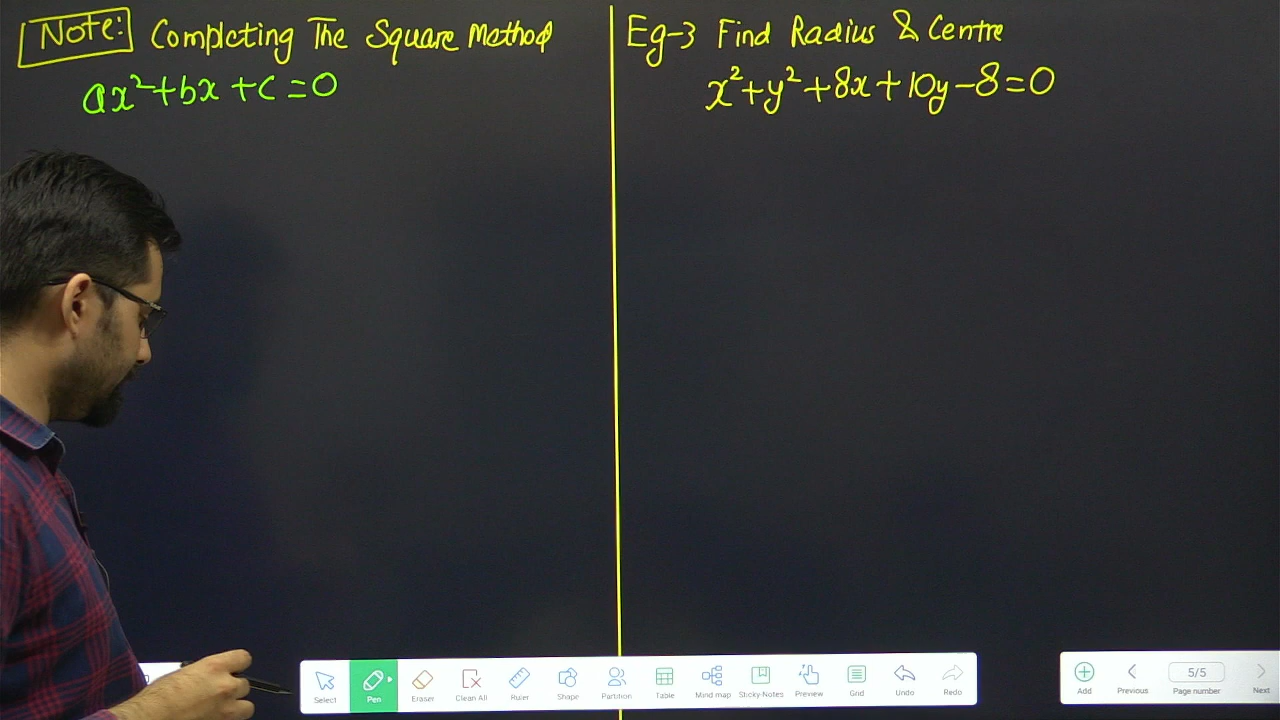 Note: Completing The Square Method
ax²+bx+c=0
Eg-3 Find Radius & Centre
x²+y²+8x+10y-8=0
Select Pen Eraser Clean All Ruler Shape Partition Table Mind map Sticky-Notes Preview Grid Undo Redo
Add Previous 5/5 Page number Next